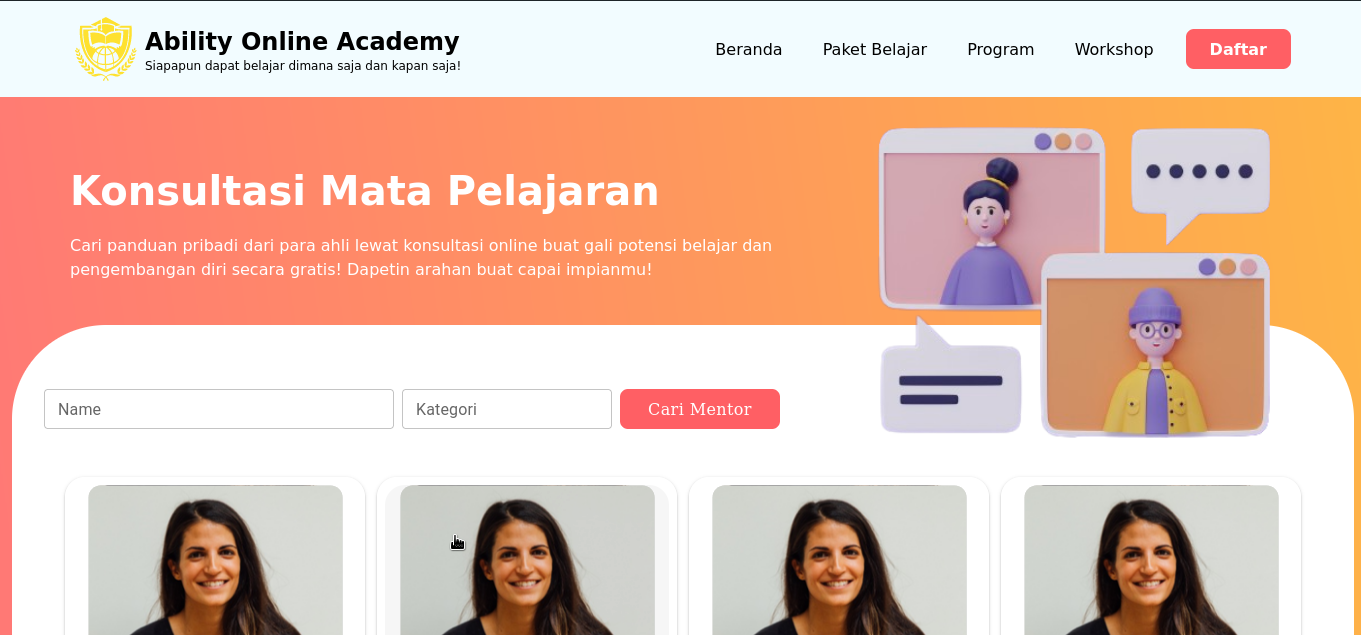 Ability Online Academy
Siapapun dapat belajar dimana saja dan kapan saja!
Beranda
Paket Belajar
Program
Workshop
Daftar
Konsultasi Mata Pelajaran
Cari panduan pribadi dari para ahli lewat konsultasi online buat gali potensi belajar dan
pengembangan diri secara gratis! Dapetin arahan buat capai impianmu!
Name
Kategori
Cari Mentor